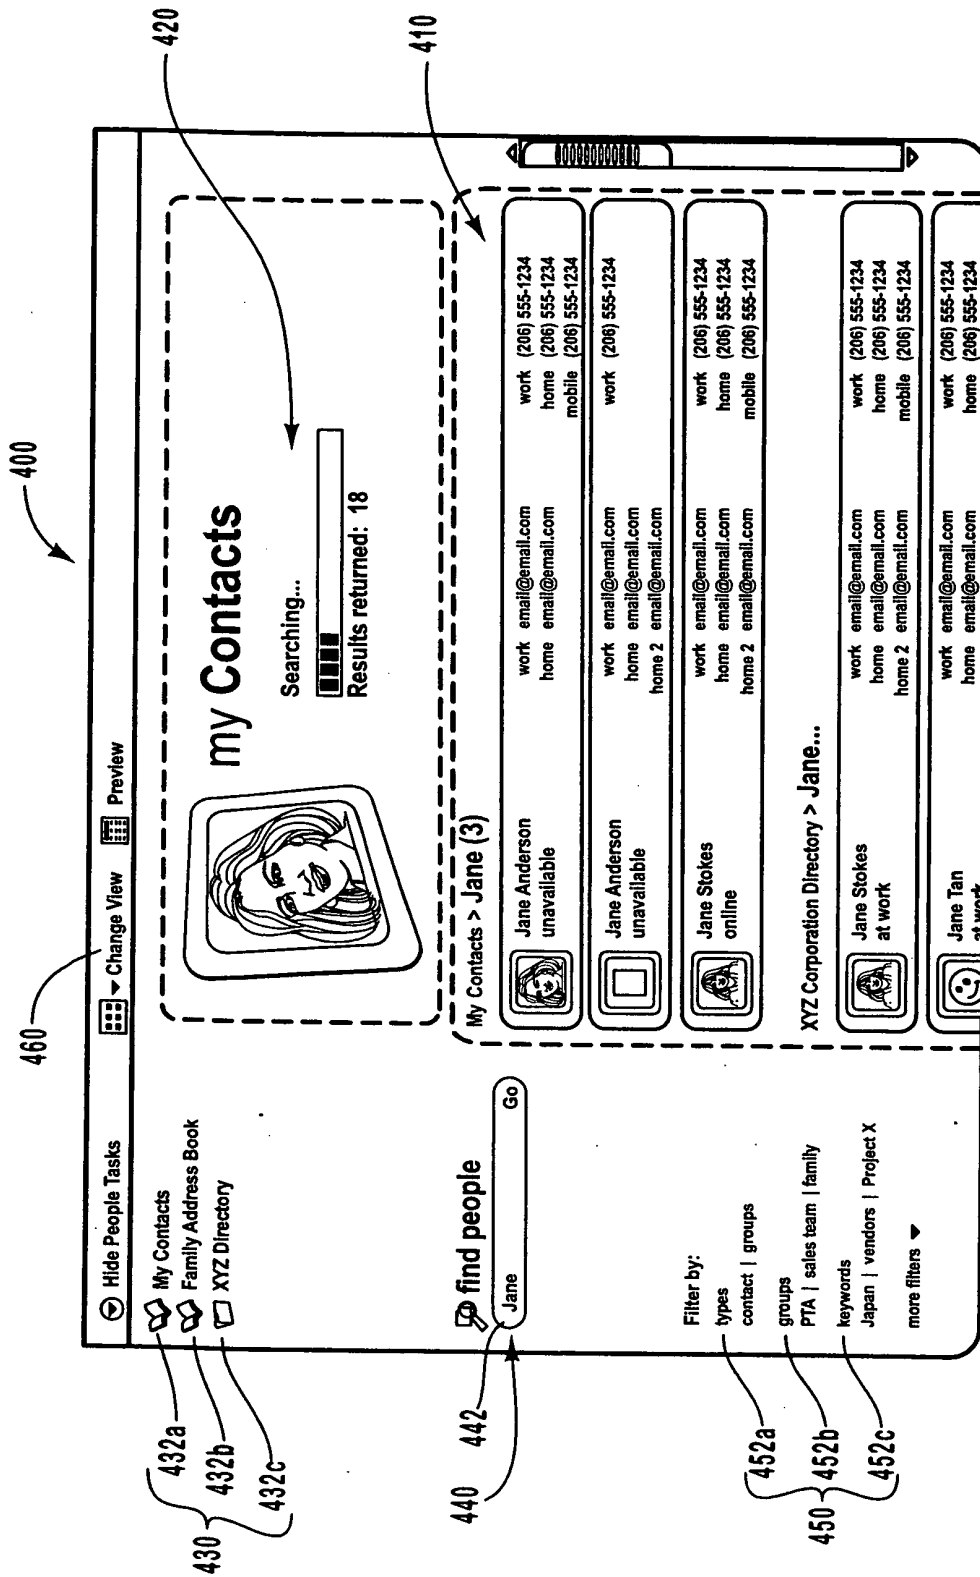 400
420
410
460
Hide People Tasks
Change View
Preview
432a
432b
432c
430
My Contacts
Family Address Book
XYZ Directory
my Contacts
Searching...
Results returned: 18
442
440
find people
Jane Go
My Contacts > Jane (3)
Jane Anderson work email@email.com work (206) 555-1234
unavailable home email@email.com home (206) 555-1234
mobile (206) 555-1234
Jane Anderson work email@email.com work (206) 555-1234
unavailable home email@email.com
home 2 email@email.com
Jane Stokes work email@email.com work (206) 555-1234
online home email@email.com home (206) 555-1234
home 2 email@email.com mobile (206) 555-1234
XYZ Corporation Directory > Jane...
Jane Stokes work email@email.com work (206) 555-1234
at work home email@email.com home (206) 555-1234
home 2 email@email.com mobile (206) 555-1234
Jane Tan work email@email.com work (206) 555-1234
at work home email@email.com home (206) 555-1234
452a
452b
452c
450
Filter by:
types
contact | groups
groups
PTA | sales team | family
keywords
Japan | vendors | Project X
more filters